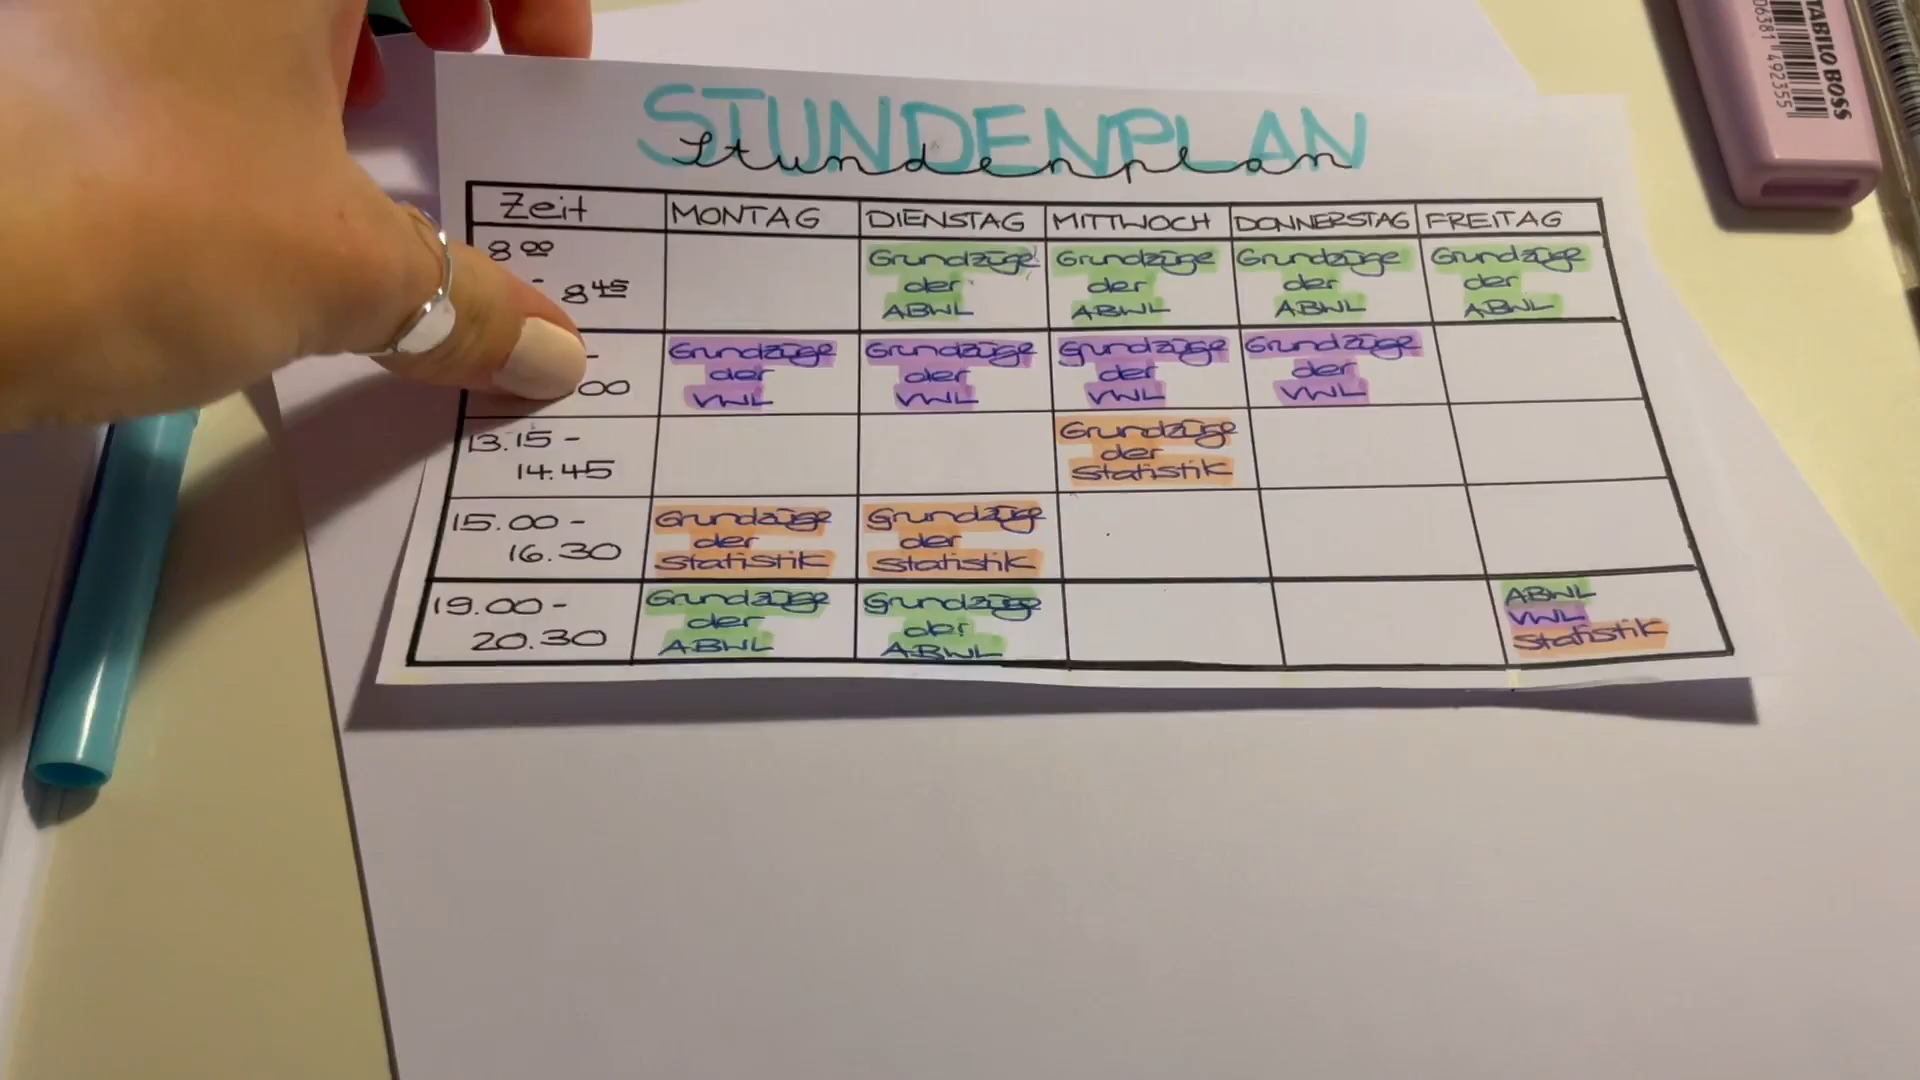 STUNDENPLAN
Stundenplan
Zeit MONTAG DIENSTAG MITTWOCH DONNERSTAG FREITAG
8 00
- 8 45
Grundzüge Grundzüge Grundzüge Grundzüge
der der der der
ABWL ABWL ABWL ABWL
-
00
Grundzüge Grundzüge Grundzüge Grundzüge
der der der der
VWL VWL VWL VWL
13.15 -
14.45
Grundzüge
der
Statistik
15.00 -
16.30
Grundzüge Grundzüge
der der
Statistik Statistik
19.00 -
20.30
Grundzüge Grundzüge
der der
ABWL ABWL
ABWL
VWL
Statistik
STABILO BOSS
06381 492355